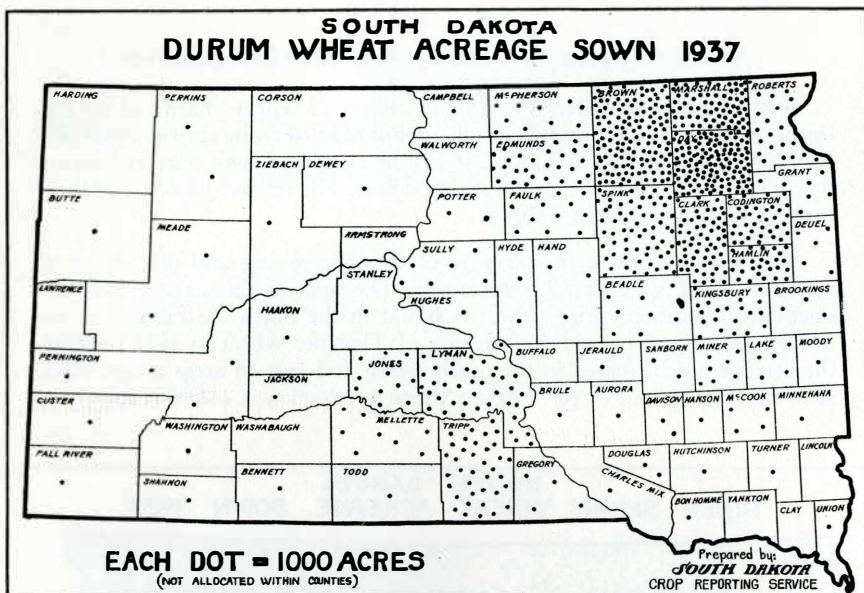 SOUTH DAKOTA
DURUM WHEAT ACREAGE SOWN 1937
HARDING
PERKINS
CORSON
CAMPBELL
McPHERSON
BROWN
MARSHALL
ROBERTS
WALWORTH
EDMUNDS
DAY
ZIEBACH
DEWEY
GRANT
BUTTE
MEADE
POTTER
FAULK
SPINK
CLARK
CODINGTON
ARMSTRONG
DEUEL
SULLY
HYDE
HAND
HAMLIN
STANLEY
LAWRENCE
HAAKON
HUGHES
BEADLE
KINGSBURY
BROOKINGS
PENNINGTON
JONES
LYMAN
BUFFALO
JERAULD
SANBORN
MINER
LAKE
MOODY
JACKSON
CUSTER
BRULE
AURORA
DAVISON
HANSON
McCOOK
MINNEHAHA
WASHINGTON
WASHABAUGH
MELLETTE
TRIPP
FALL RIVER
DOUGLAS
HUTCHINSON
TURNER
LINCOLN
SHANNON
BENNETT
TODD
GREGORY
CHARLES MIX
BON HOMME
YANKTON
CLAY
UNION
EACH DOT = 1000 ACRES
(NOT ALLOCATED WITHIN COUNTIES)
Prepared by:
SOUTH DAKOTA
CROP REPORTING SERVICE